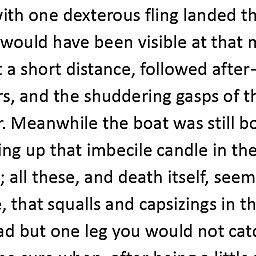 with one dexterous fling landed th
would have been visible at that m
t a short distance, followed after-
rs, and the shuddering gasps of th
r. Meanwhile the boat was still bo
ing up that imbecile candle in the
; all these, and death itself, seem
e, that squalls and capsizings in th
ad but one leg you would not catc